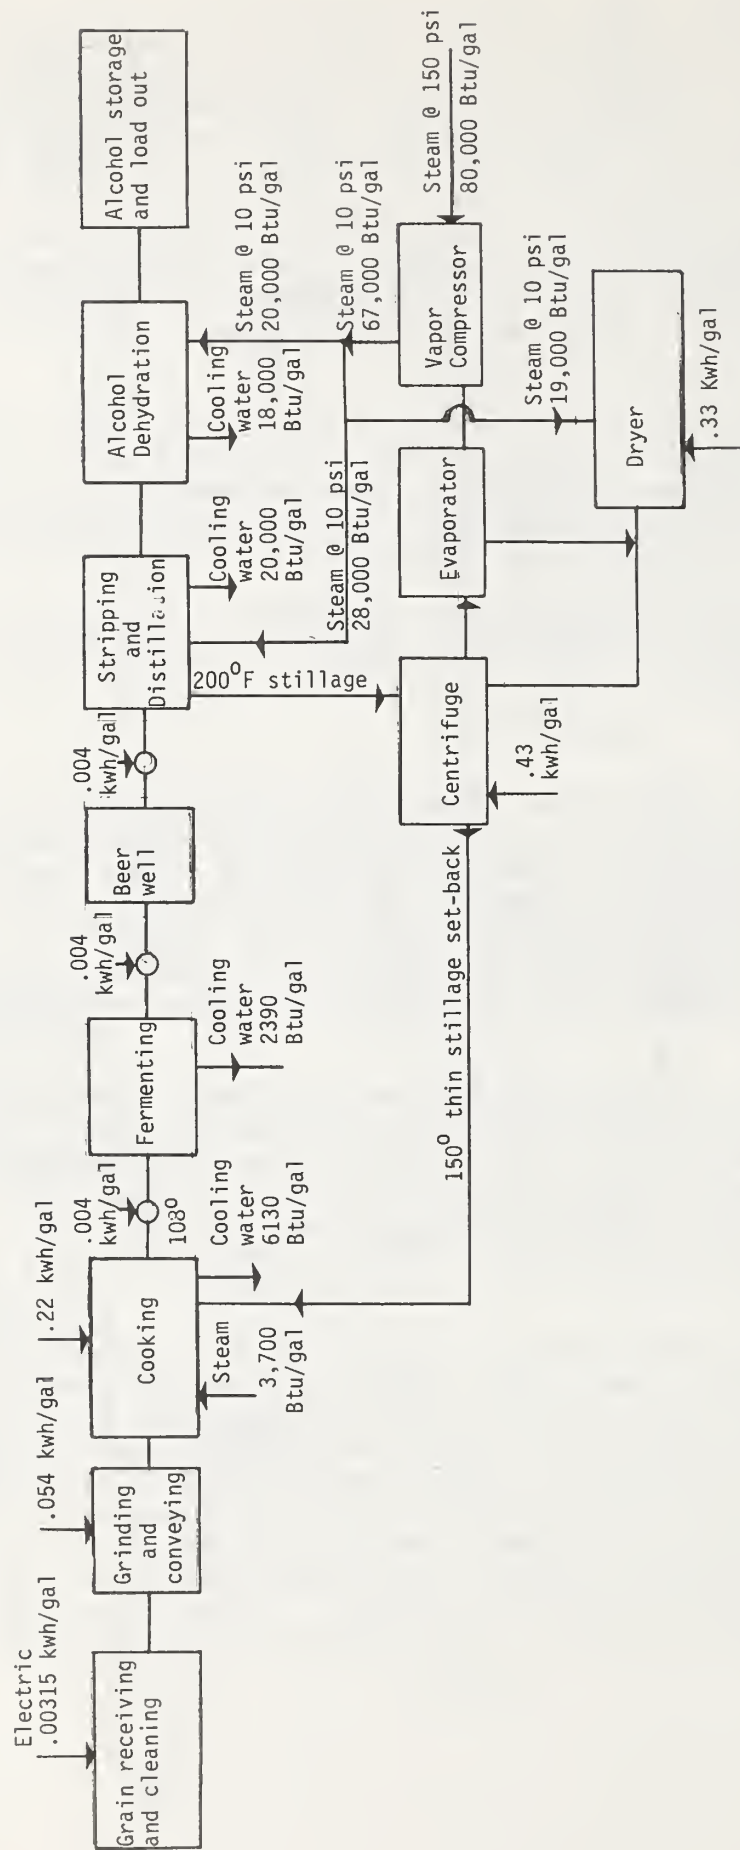 Electric
.00315 kwh/gal
.054 kwh/gal
.22 kwh/gal
Grain receiving
and cleaning
Grinding
and
conveying
Cooking
Steam
3,700
Btu/gal
Cooling
water
6130
Btu/gal
.004
kwh/gal
108⁰
Fermenting
Cooling
water
2390
Btu/gal
.004
kwh/gal
Beer
well
.004
kwh/gal
Stripping
and
Distillation
Cooling
water
20,000
Btu/gal
Alcohol
Dehydration
Cooling
water
18,000
Btu/gal
Steam @ 10 psi
20,000 Btu/gal
Alcohol storage
and load out
200⁰F stillage
Steam @ 10 psi
28,000 Btu/gal
Steam @ 10 psi
67,000 Btu/gal
150⁰ thin stillage set-back
Centrifuge
.43
kwh/gal
Evaporator
Vapor
Compressor
Steam @ 150 psi
80,000 Btu/gal
Steam @ 10 psi
19,000 Btu/gal
Dryer
.33 Kwh/gal